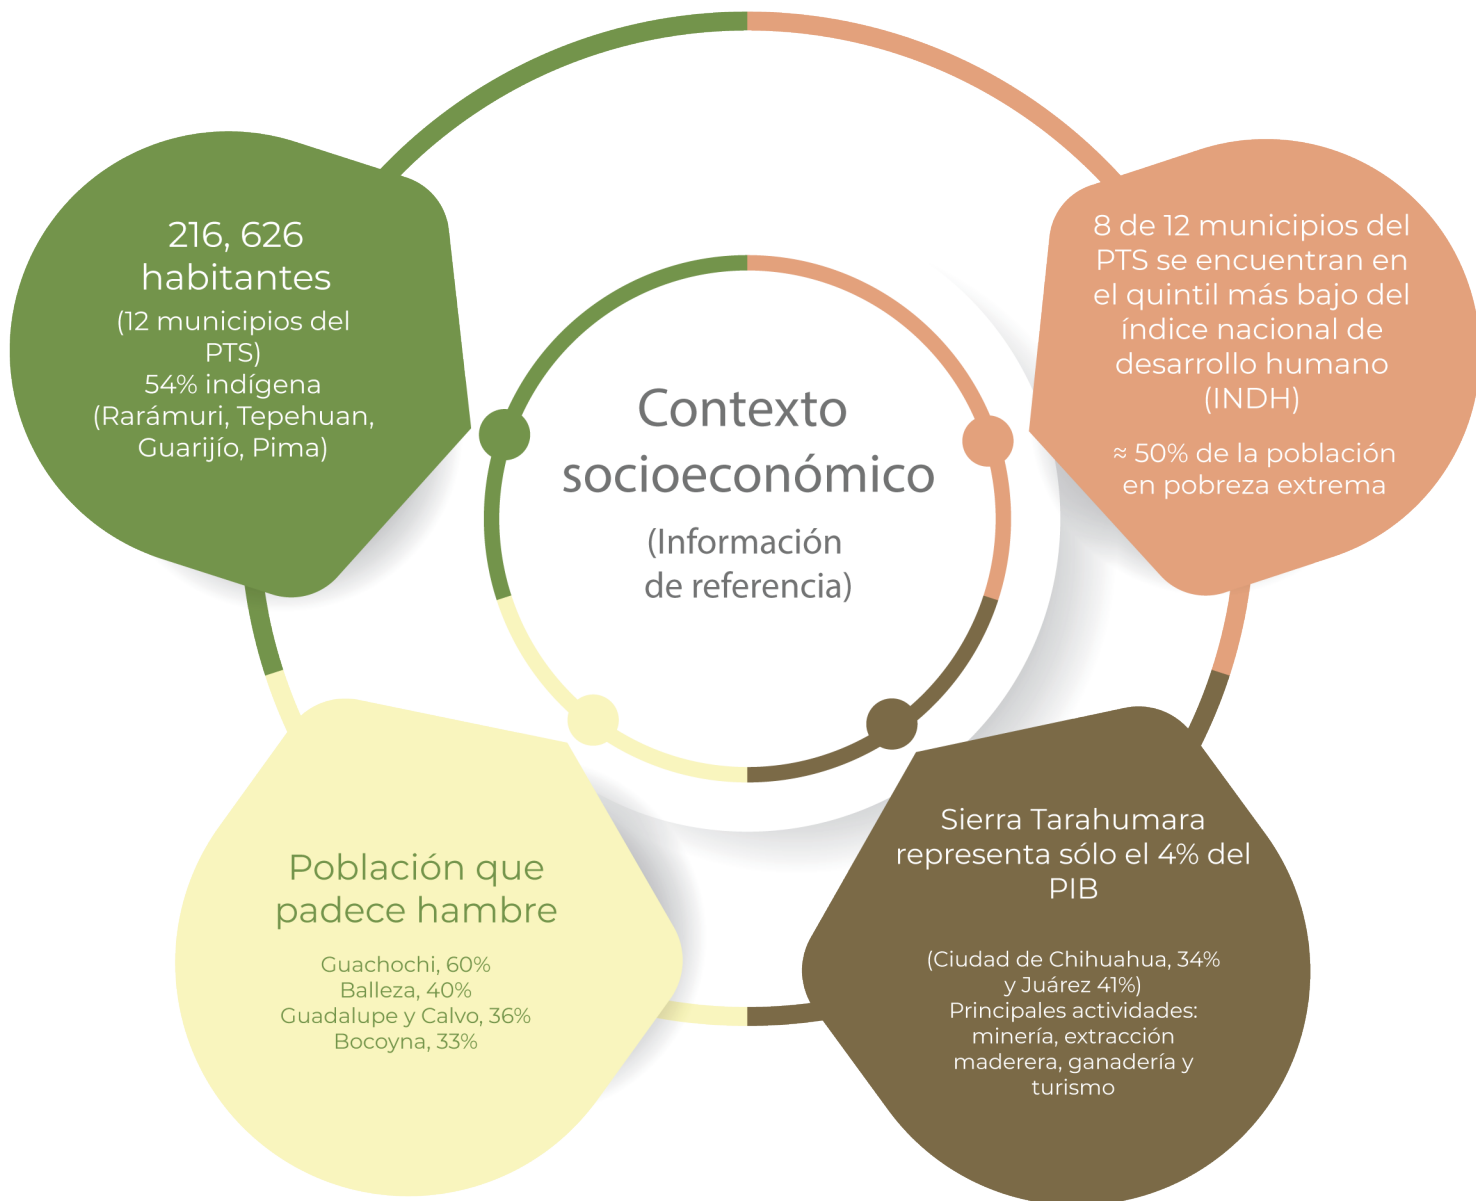 216, 626
habitantes
(12 municipios del
PTS)
54% indígena
(Rarámuri, Tepehuan,
Guarijío, Pima)
8 de 12 municipios del
PTS se encuentran en
el quintil más bajo del
índice nacional de
desarrollo humano
(INDH)
≈ 50% de la población
en pobreza extrema
Contexto
socioeconómico
(Información
de referencia)
Población que
padece hambre
Guachochi, 60%
Balleza, 40%
Guadalupe y Calvo, 36%
Bocoyna, 33%
Sierra Tarahumara
representa sólo el 4% del
PIB
(Ciudad de Chihuahua, 34%
y Juárez 41%)
Principales actividades:
minería, extracción
maderera, ganadería y
turismo